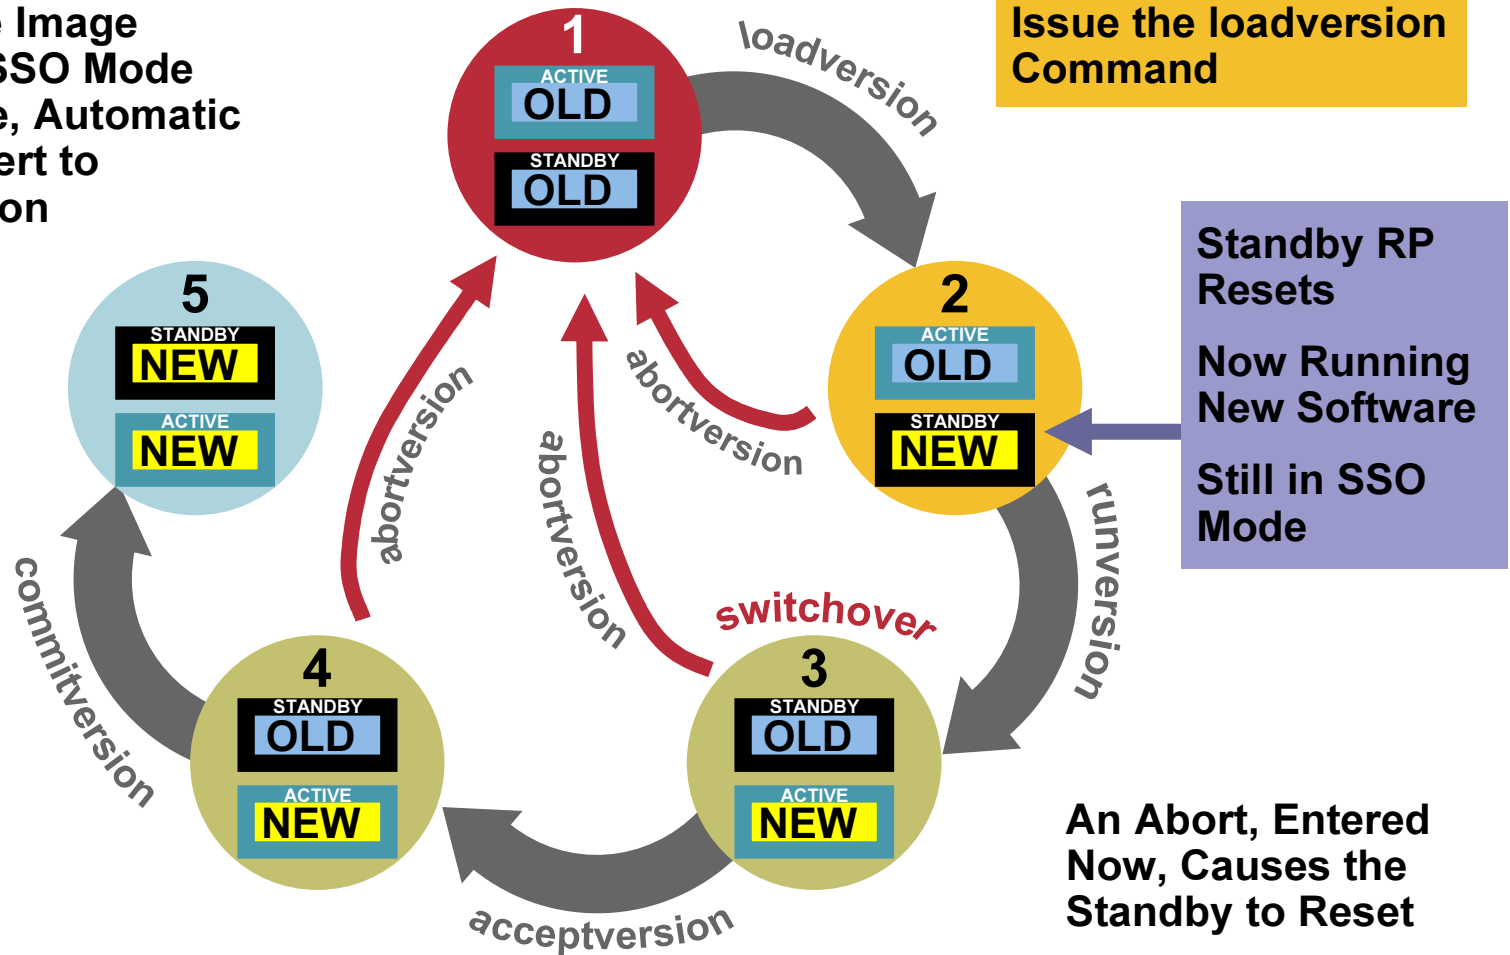 Image
SSO Mode
Automatic
to
1
ACTIVE
OLD
STANDBY
OLD
loadversion
Issue the loadversion
Command
Standby RP
Resets
Now Running
New Software
Still in SSO
Mode
5
STANDBY
NEW
ACTIVE
NEW
2
ACTIVE
OLD
STANDBY
NEW
abortversion
abortversion
abortversion
runversion
switchover
commitversion
4
STANDBY
OLD
ACTIVE
NEW
3
STANDBY
OLD
ACTIVE
NEW
acceptversion
An Abort, Entered
Now, Causes the
Standby to Reset